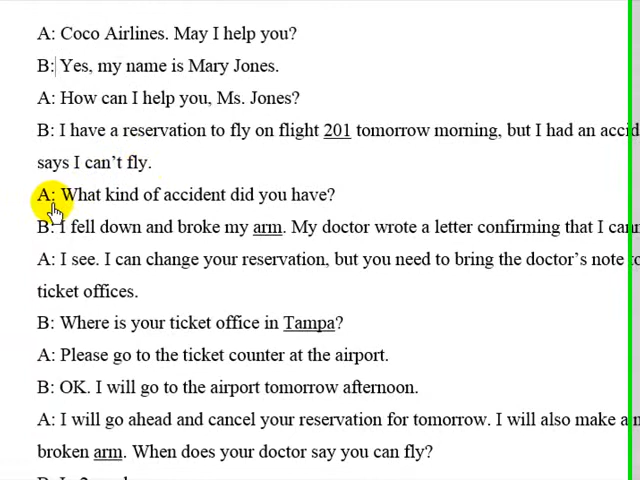 A: Coco Airlines. May I help you?
B: Yes, my name is Mary Jones.
A: How can I help you, Ms. Jones?
B: I have a reservation to fly on flight 201 tomorrow morning, but I had an
says I can't fly.
A: What kind of accident did you have?
B: I fell down and broke my arm. My doctor wrote a letter confirming that I
A: I see. I can change your reservation, but you need to bring the doctor's note
ticket offices.
B: Where is your ticket office in Tampa?
A: Please go to the ticket counter at the airport.
B: OK. I will go to the airport tomorrow afternoon.
A: I will go ahead and cancel your reservation for tomorrow. I will also make a
broken arm. When does your doctor say you can fly?